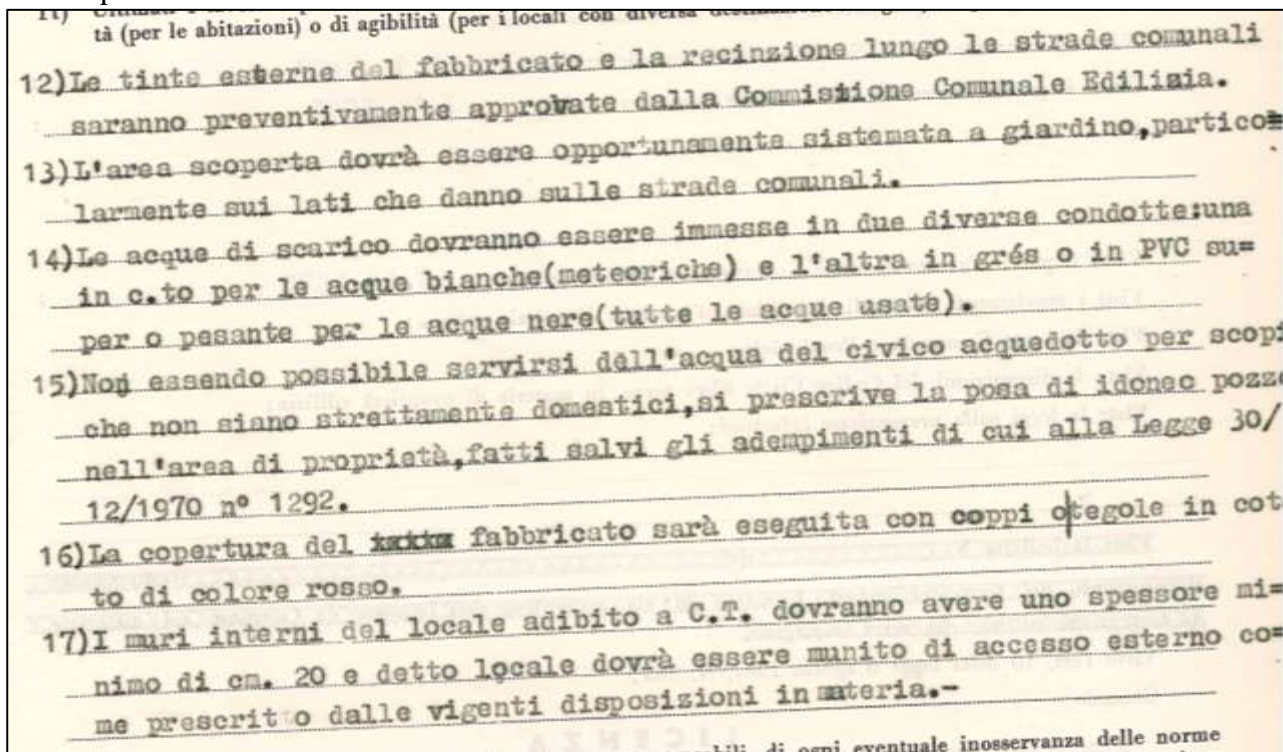 tà (per le abitazioni) o di agibilità (per i locali con diversa
12)Le tinte esterne del fabbricato e la recinzione lungo le strade comunali
saranno preventivamente approvate dalla Commissione Comunale Edilizia.
13)L'area scoperta dovrà essere opportunamente sistemata a giardino,partico=
larmente sui lati che danno sulle strade comunali.
14)Le acque di scarico dovranno essere immesse in due diverse condotte:una
in c.to per le acque bianche(meteoriche) e l'altra in grés o in PVC su=
per o pesante per le acque nere(tutte le acque usate).
15)Non essendo possibile servirsi dell'acqua del civico acquedotto per scopi
che non siano strettamente domestici,si prescrive la posa di idoneo pozzo
nell'area di proprietà,fatti salvi gli adempimenti di cui alla Legge 30/
12/1970 nº 1292.
16)La copertura del fabbricato sarà eseguita con coppi o tegole in cot
to di colore rosso.
17)I muri interni del locale adibito a C.T. dovranno avere uno spessore mi=
nimo di cm. 20 e detto locale dovrà essere munito di accesso esterno co=
me prescritto dalle vigenti disposizioni in materia.-
di ogni eventuale inosservanza delle norme